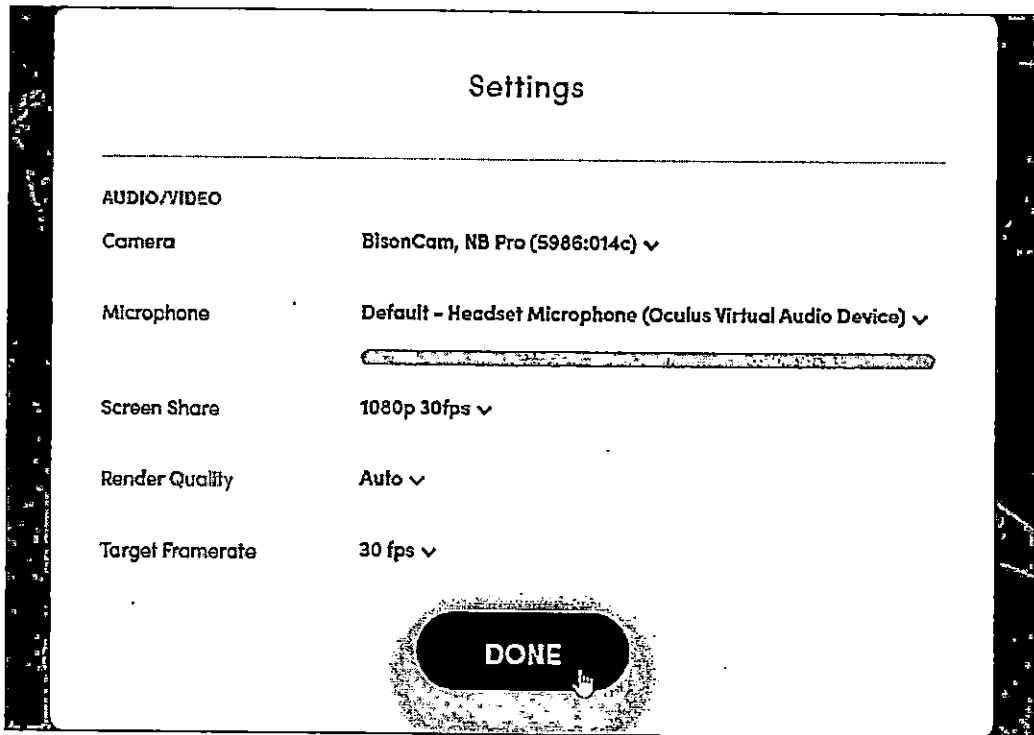 Settings
AUDIO/VIDEO
Camera BisonCam, NB Pro (5986:014c)
Microphone Default - Headset Microphone (Oculus Virtual Audio Device)
Screen Share 1080p 30fps
Render Quality Auto
Target Framerate 30 fps
DONE